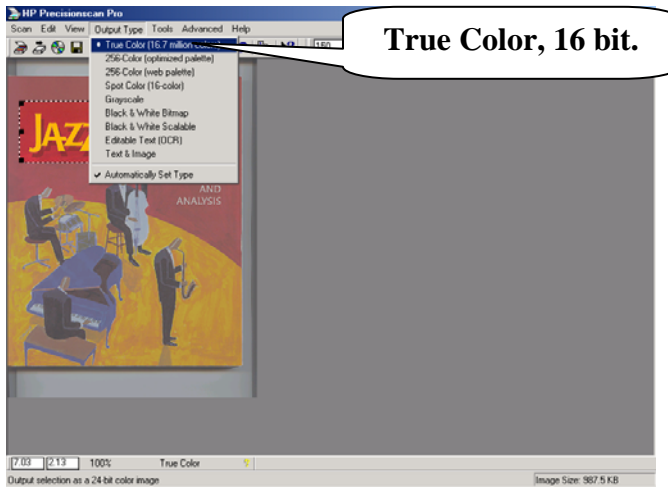 HP Precisionscan Pro
Scan Edit View Output Type Tools Advanced Help
True Color, 16 bit.
150
True Color (16.7 million colors)
256-Color (optimized palette)
256-Color (web palette)
Spot Color (16-color)
Grayscale
Black & White Bitmap
Black & White Scalable
Editable Text (OCR)
Text & Image
Automatically Set Type
JAZZ
AND
ANALYSIS
7.03 2.13 100% True Color
Output selection as a 24-bit color image Image Size: 987.5 KB